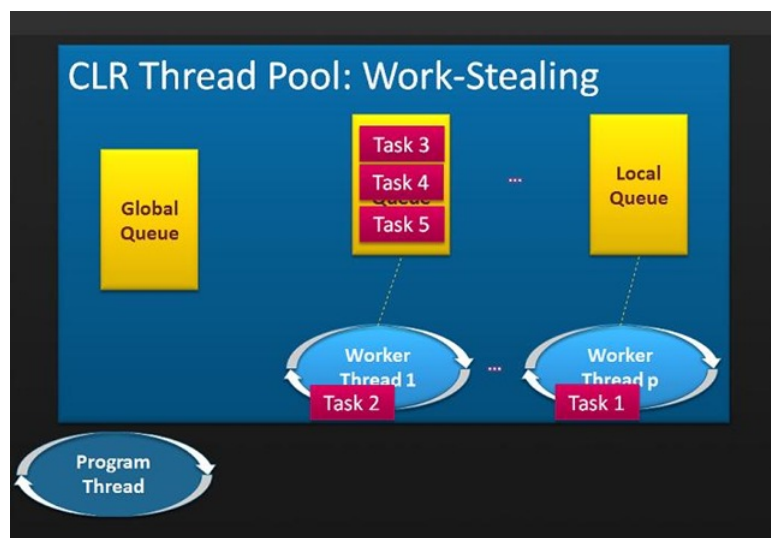 CLR Thread Pool: Work-Stealing
Global
Queue
Task 3
Task 4
Queue
Task 5
...
Local
Queue
Worker
Thread 1
Task 2
...
Worker
Thread p
Task 1
Program
Thread